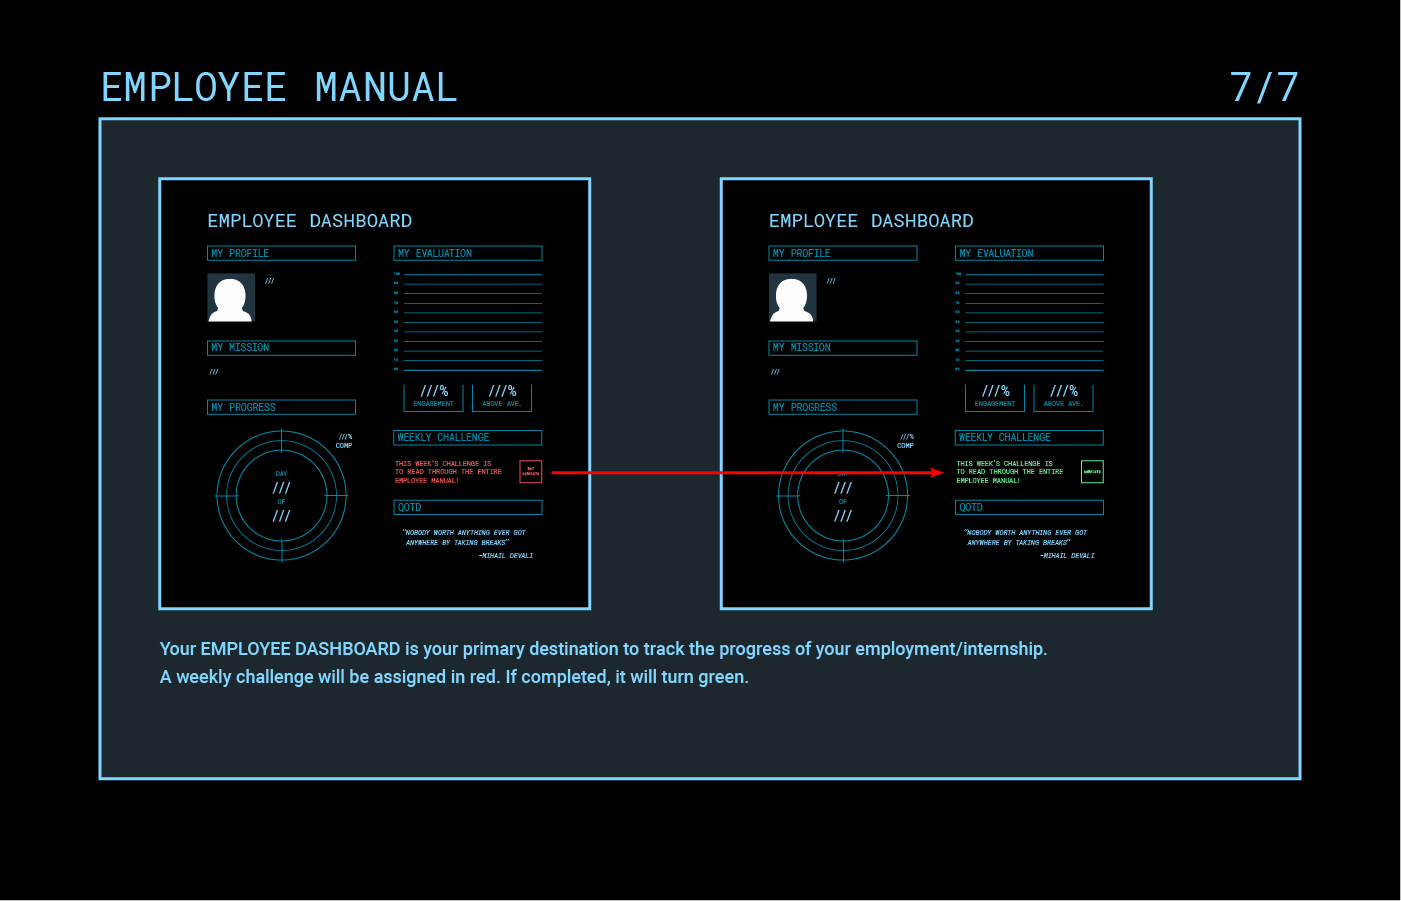 EMPLOYEE MANUAL 7/7
EMPLOYEE DASHBOARD
MY PROFILE
///
MY MISSION
///
MY PROGRESS
///%
COMP
DAY
///
OF
///
MY EVALUATION
///% ///%
ENGAGEMENT ABOVE AVE.
WEEKLY CHALLENGE
THIS WEEK'S CHALLENGE IS
TO READ THROUGH THE ENTIRE
EMPLOYEE MANUAL!
NOT
COMPLETE
QOTD
"NOBODY WORTH ANYTHING EVER GOT
ANYWHERE BY TAKING BREAKS"
-MIHAIL DEVALI
EMPLOYEE DASHBOARD
MY PROFILE
///
MY MISSION
///
MY PROGRESS
///%
COMP
DAY
///
OF
///
MY EVALUATION
///% ///%
ENGAGEMENT ABOVE AVE.
WEEKLY CHALLENGE
THIS WEEK'S CHALLENGE IS
TO READ THROUGH THE ENTIRE
EMPLOYEE MANUAL!
COMPLETE
QOTD
"NOBODY WORTH ANYTHING EVER GOT
ANYWHERE BY TAKING BREAKS"
-MIHAIL DEVALI
Your EMPLOYEE DASHBOARD is your primary destination to track the progress of your employment/internship.
A weekly challenge will be assigned in red. If completed, it will turn green.